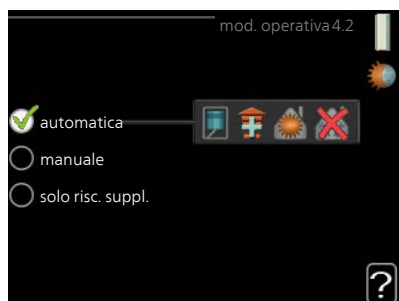 mod. operativa 4.2
automatica
manuale
solo risc. suppl.
?